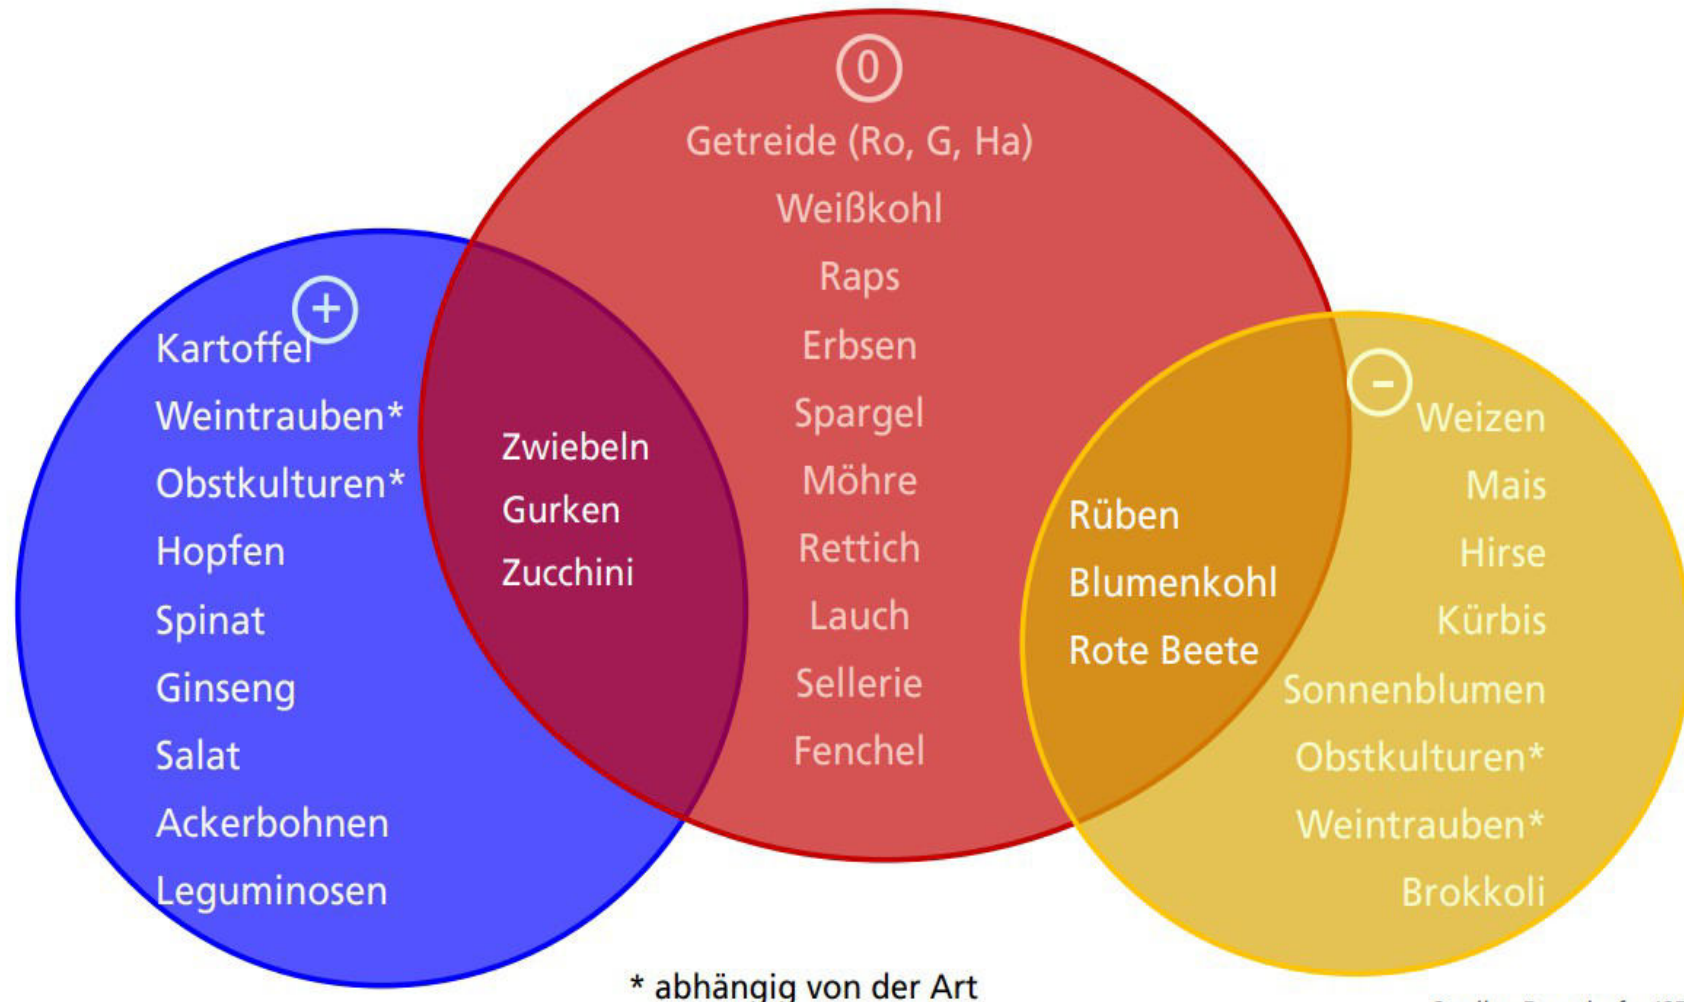 0
Getreide (Ro, G, Ha)
Weißkohl
Raps
Erbsen
Spargel
Möhre
Rettich
Lauch
Sellerie
Fenchel
+
Kartoffel
Weintrauben*
Obstkulturen*
Hopfen
Spinat
Ginseng
Salat
Ackerbohnen
Leguminosen
Zwiebeln
Gurken
Zucchini
Rüben
Blumenkohl
Rote Beete
-
Weizen
Mais
Hirse
Kürbis
Sonnenblumen
Obstkulturen*
Weintrauben*
Brokkoli
* abhängig von der Art